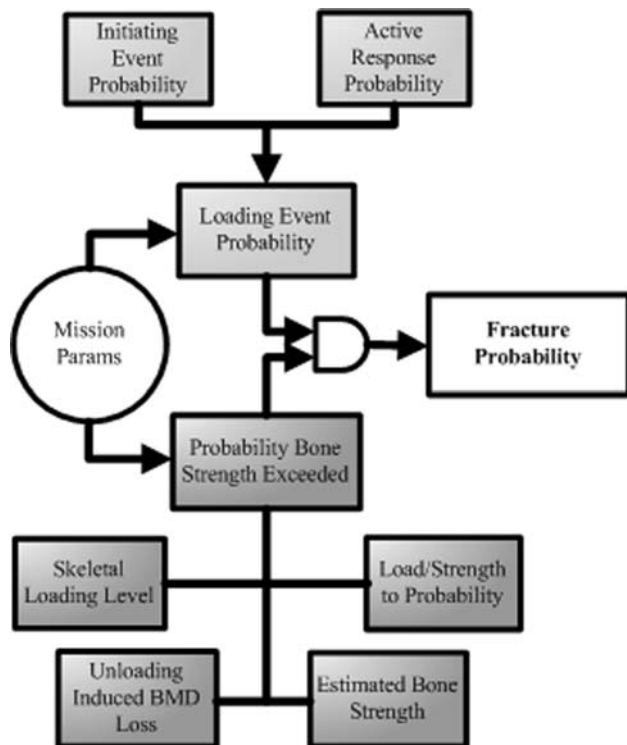 Initiating
Event
Probability
Active
Response
Probability
Loading Event
Probability
Mission
Params
Fracture
Probability
Probability Bone
Strength Exceeded
Skeletal
Loading Level
Load/Strength
to Probability
Unloading
Induced BMD
Loss
Estimated Bone
Strength